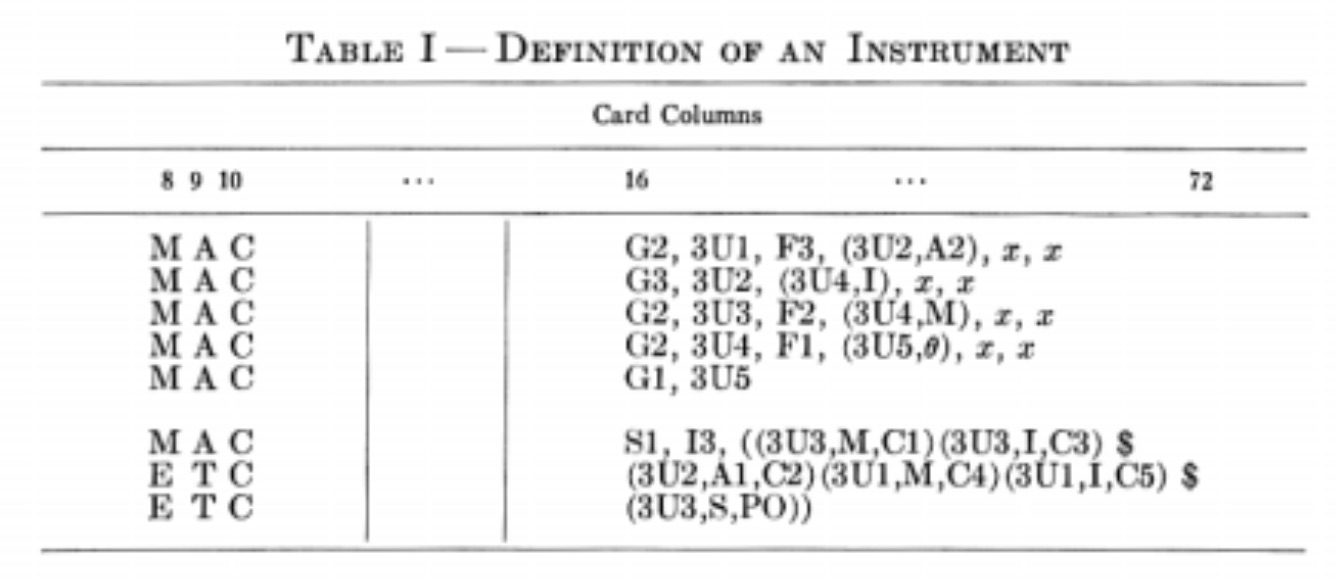 TABLE I — DEFINITION OF AN INSTRUMENT
Card Columns
8 9 10 ... 16 ... 72
M A C G2, 3U1, F3, (3U2,A2), x, x
M A C G3, 3U2, (3U4,I), x, x
M A C G2, 3U3, F2, (3U4,M), x, x
M A C G2, 3U4, F1, (3U5,θ), x, x
M A C G1, 3U5
M A C S1, I3, ((3U3,M,C1)(3U3,I,C3) $
E T C (3U2,A1,C2)(3U1,M,C4)(3U1,I,C5) $
E T C (3U3,S,PO))